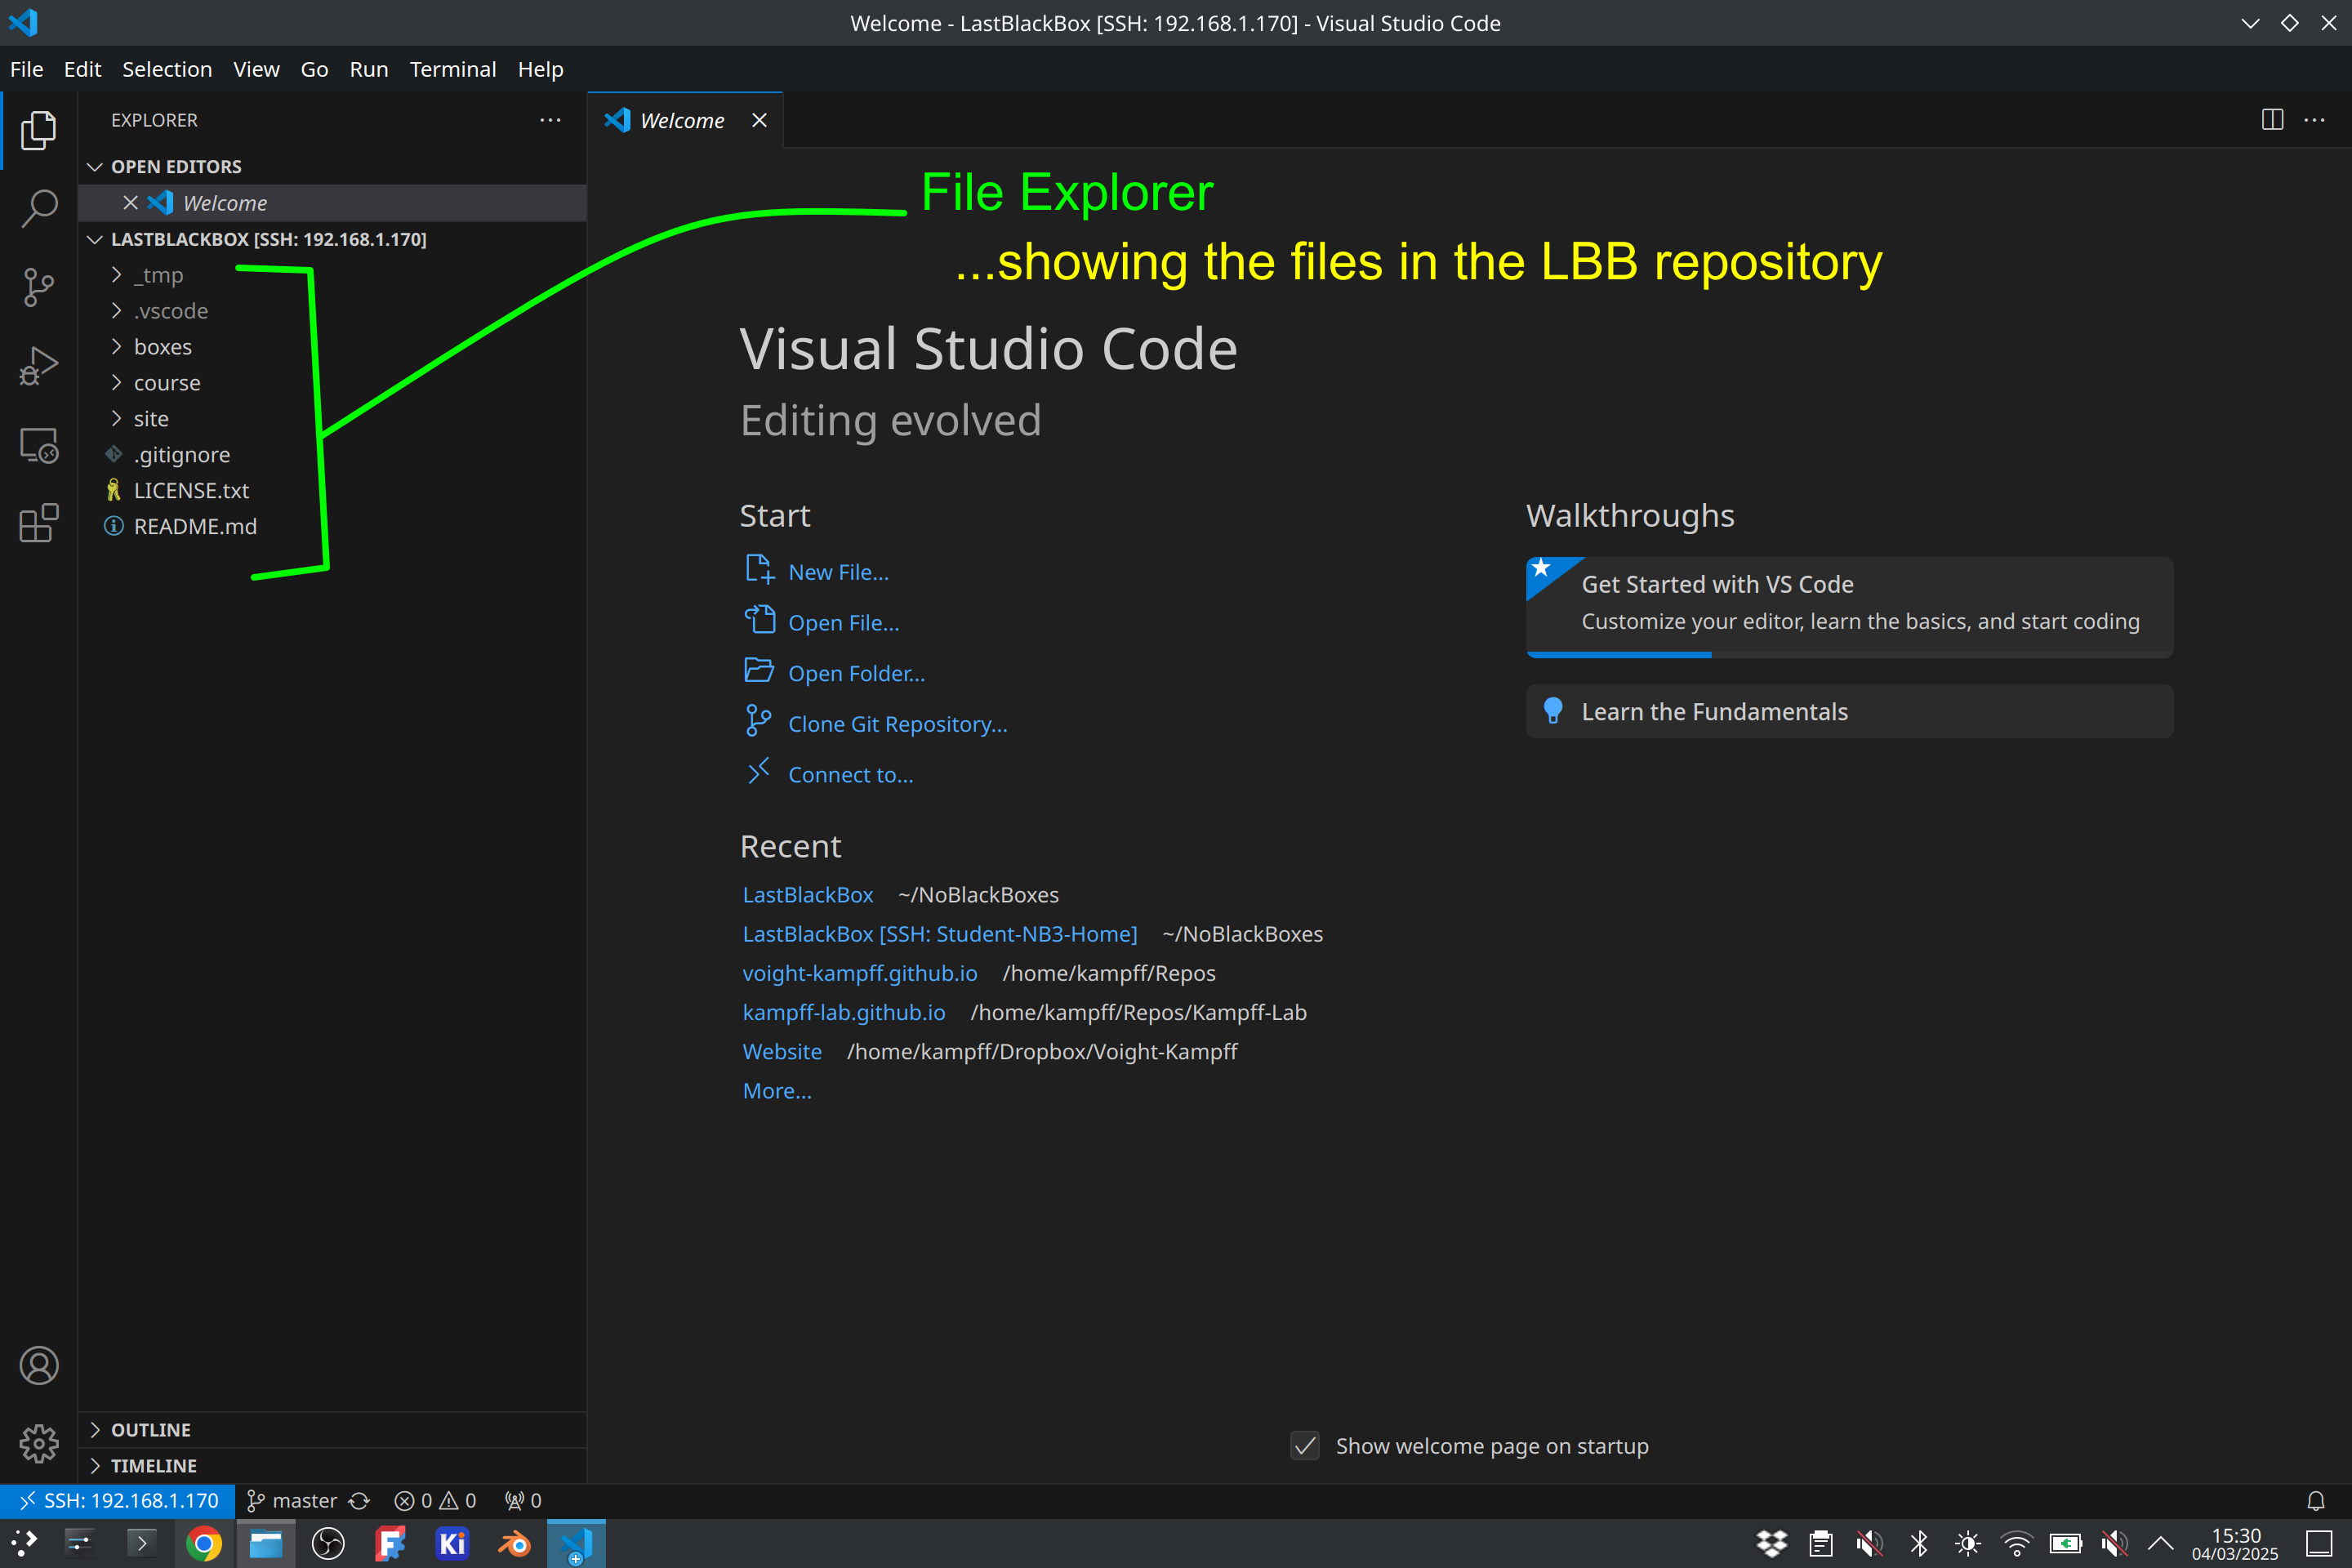 Welcome - LastBlackBox [SSH: 192.168.1.170] - Visual Studio Code
File Edit Selection View Go Run Terminal Help
EXPLORER
Welcome
OPEN EDITORS
Welcome
LASTBLACKBOX [SSH: 192.168.1.170]
_tmp
.vscode
boxes
course
site
.gitignore
LICENSE.txt
README.md
OUTLINE
TIMELINE
File Explorer
...showing the files in the LBB repository
Visual Studio Code
Editing evolved
Start
New File...
Open File...
Open Folder...
Clone Git Repository...
Connect to...
Recent
LastBlackBox ~/NoBlackBoxes
LastBlackBox [SSH: Student-NB3-Home] ~/NoBlackBoxes
voight-kampff.github.io /home/kampff/Repos
kampff-lab.github.io /home/kampff/Repos/Kampff-Lab
Website /home/kampff/Dropbox/Voight-Kampff
More...
Walkthroughs
Get Started with VS Code
Customize your editor, learn the basics, and start coding
Learn the Fundamentals
Show welcome page on startup
SSH: 192.168.1.170 master 0 0 0
Ki
15:30
04/03/2025